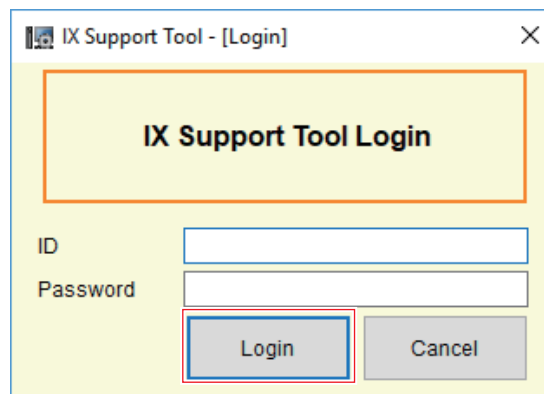 IX Support Tool - [Login]
IX Support Tool Login
ID
Password
Login Cancel